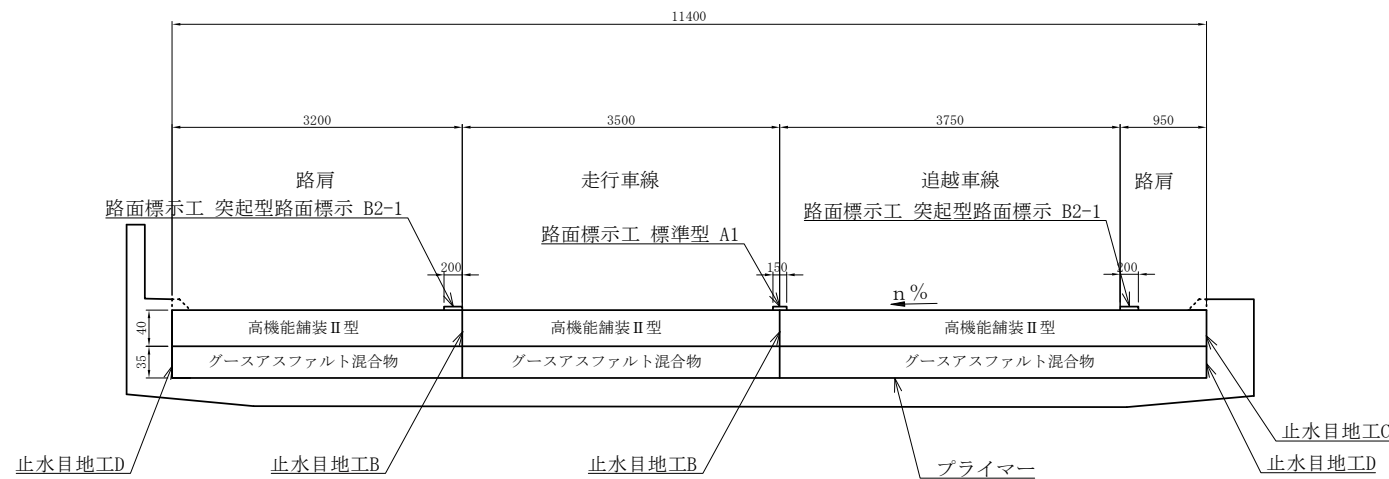 11400
3200
3500
3750
950
路肩
走行車線
追越車線
路肩
路面標示工 突起型路面標示 B2-1
路面標示工 標準型 A1
路面標示工 突起型路面標示 B2-1
200
150
200
n%
40
高機能舗装Ⅱ型
高機能舗装Ⅱ型
高機能舗装Ⅱ型
35
グースアスファルト混合物
グースアスファルト混合物
グースアスファルト混合物
止水目地工C
止水目地工D
止水目地工B
止水目地工B
プライマー
止水目地工D